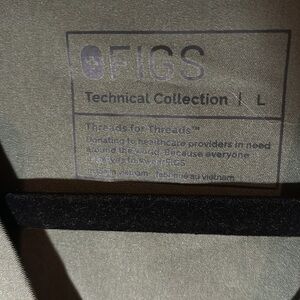 FIGS
Technical Collection | L
Threads for Threads™
Donating to healthcare providers in need
around the world. Because everyone
to wear FIGS
made in vietnam fabriqué au vietnam